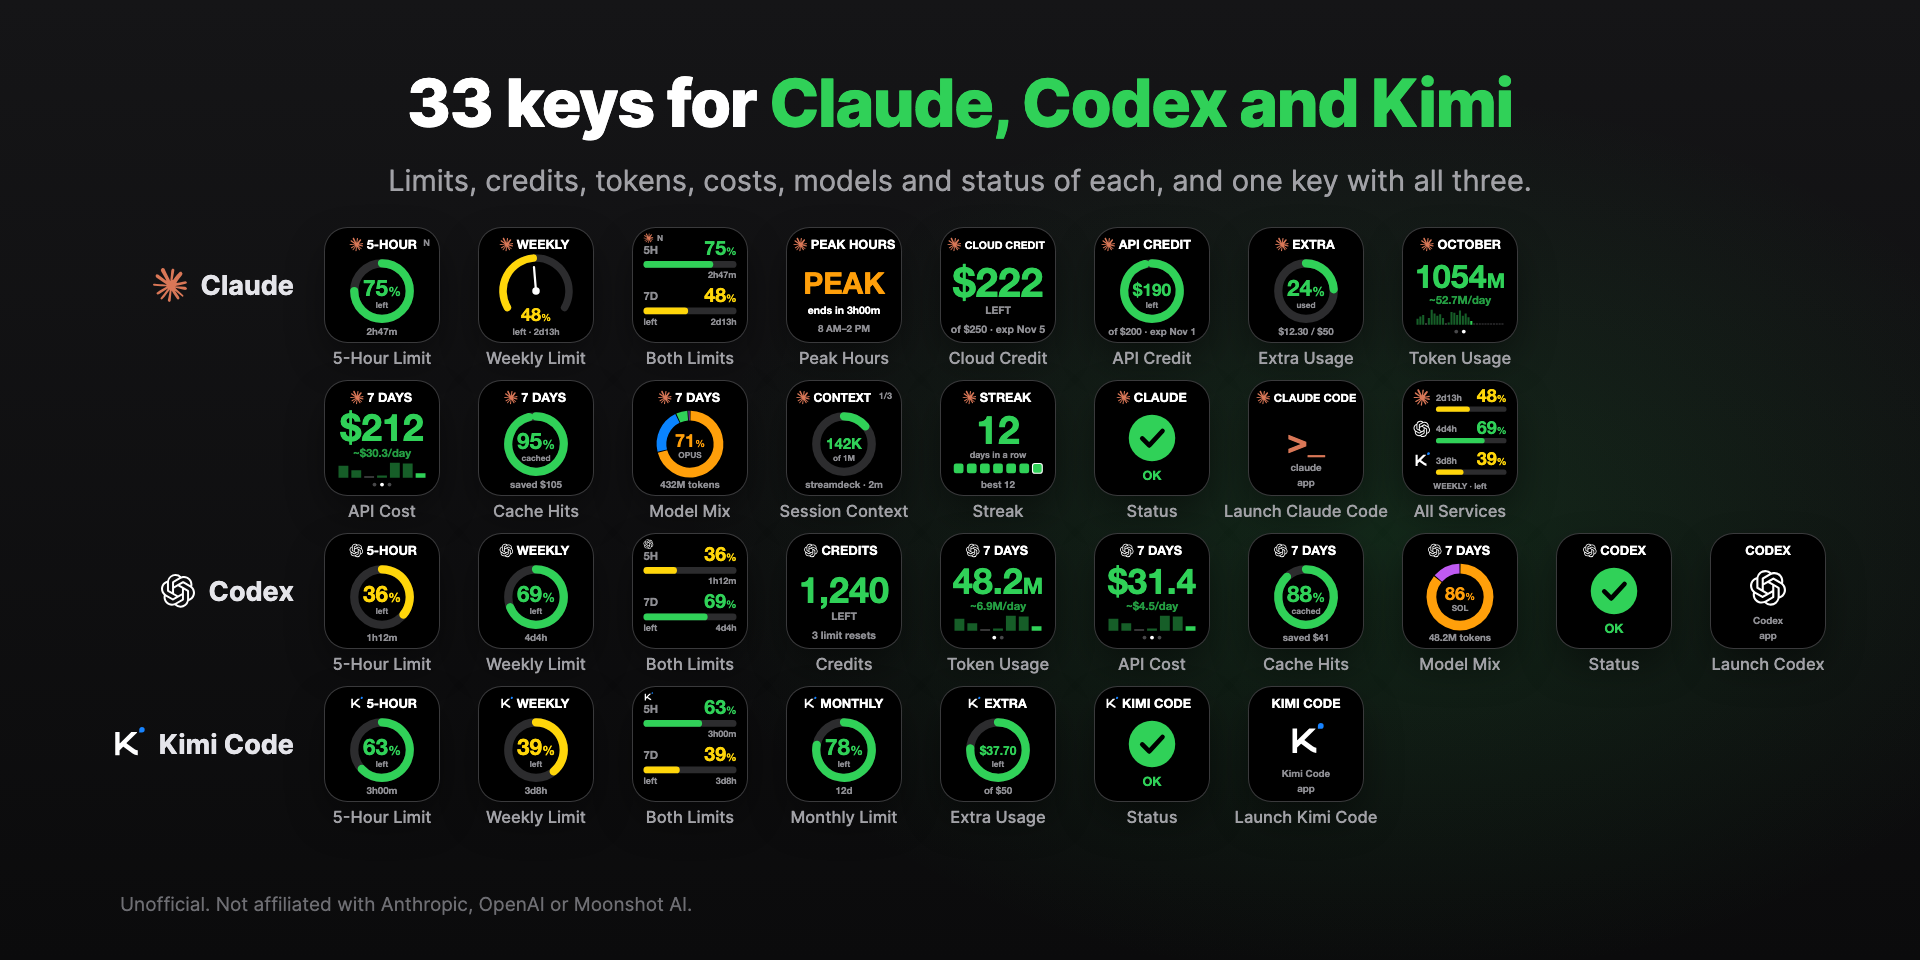 33 keys for Claude, Codex and Kimi
Limits, credits, tokens, costs, models and status of each, and one key with all three.
Claude
5-HOUR N
75%
left
2h47m
5-Hour Limit
WEEKLY
48%
left · 2d13h
Weekly Limit
N
5H 75%
2h47m
7D 48%
left 2d13h
Both Limits
PEAK HOURS
PEAK
ends in 3h00m
8 AM–2 PM
Peak Hours
CLOUD CREDIT
$222
LEFT
of $250 · exp Nov 5
Cloud Credit
API CREDIT
$190
left
of $200 · exp Nov 1
API Credit
EXTRA
24%
used
$12.30 / $50
Extra Usage
OCTOBER
1054M
~52.7M/day
Token Usage
7 DAYS
$212
~$30.3/day
API Cost
7 DAYS
95%
cached
saved $105
Cache Hits
7 DAYS
71%
OPUS
432M tokens
Model Mix
CONTEXT 1/3
142K
of 1M
streamdeck · 2m
Session Context
STREAK
12
days in a row
best 12
Streak
CLAUDE
OK
Status
CLAUDE CODE
>_
claude
app
Launch Claude Code
2d13h 48%
4d4h 69%
3d8h 39%
WEEKLY · left
All Services
Codex
5-HOUR
36%
left
1h12m
5-Hour Limit
WEEKLY
69%
left
4d4h
Weekly Limit
5H 36%
1h12m
7D 69%
left 4d4h
Both Limits
CREDITS
1,240
LEFT
3 limit resets
Credits
7 DAYS
48.2M
~6.9M/day
Token Usage
7 DAYS
$31.4
~$4.5/day
API Cost
7 DAYS
88%
cached
saved $41
Cache Hits
7 DAYS
86%
SOL
48.2M tokens
Model Mix
CODEX
OK
Status
CODEX
Codex
app
Launch Codex
Kimi Code
5-HOUR
63%
left
3h00m
5-Hour Limit
WEEKLY
39%
left
3d8h
Weekly Limit
5H 63%
3h00m
7D 39%
left 3d8h
Both Limits
MONTHLY
78%
left
12d
Monthly Limit
EXTRA
$37.70
left
of $50
Extra Usage
KIMI CODE
OK
Status
KIMI CODE
Kimi Code
app
Launch Kimi Code
Unofficial. Not affiliated with Anthropic, OpenAI or Moonshot AI.